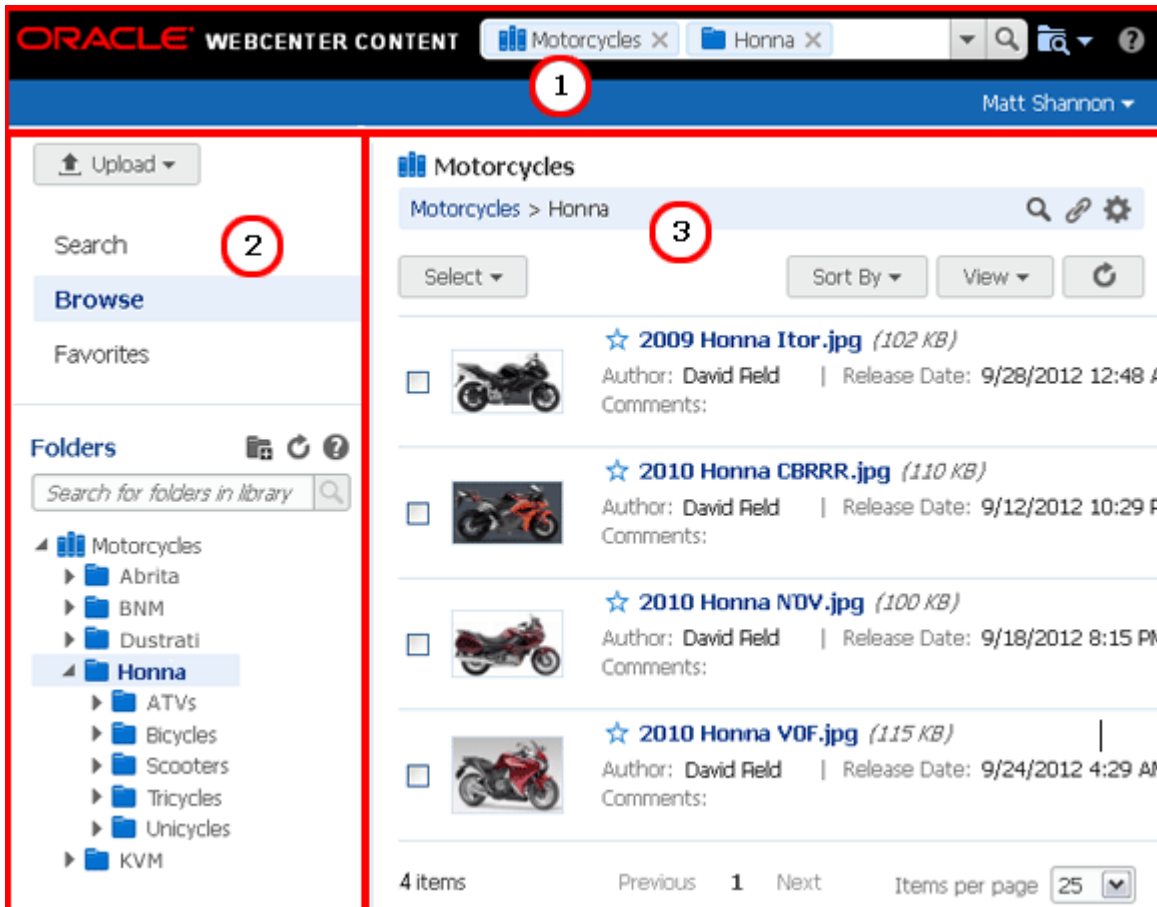 ORACLE WEBCENTER CONTENT Motorcycles Honna
1
Matt Shannon
Upload
Search
2
Browse
Favorites
Folders
Search for folders in library
Motorcycles
Abrita
BNM
Dustrati
Honna
ATVs
Bicycles
Scooters
Tricycles
Unicycles
KVM
Motorcycles
Motorcycles > Honna
3
Select Sort By View
2009 Honna Itor.jpg (102 KB)
Author: David Field | Release Date: 9/28/2012 12:48 A
Comments:
2010 Honna CBRRR.jpg (110 KB)
Author: David Field | Release Date: 9/12/2012 10:29 P
Comments:
2010 Honna NOV.jpg (100 KB)
Author: David Field | Release Date: 9/18/2012 8:15 PM
Comments:
2010 Honna VOF.jpg (115 KB)
Author: David Field | Release Date: 9/24/2012 4:29 AM
Comments:
4 items Previous 1 Next Items per page 25